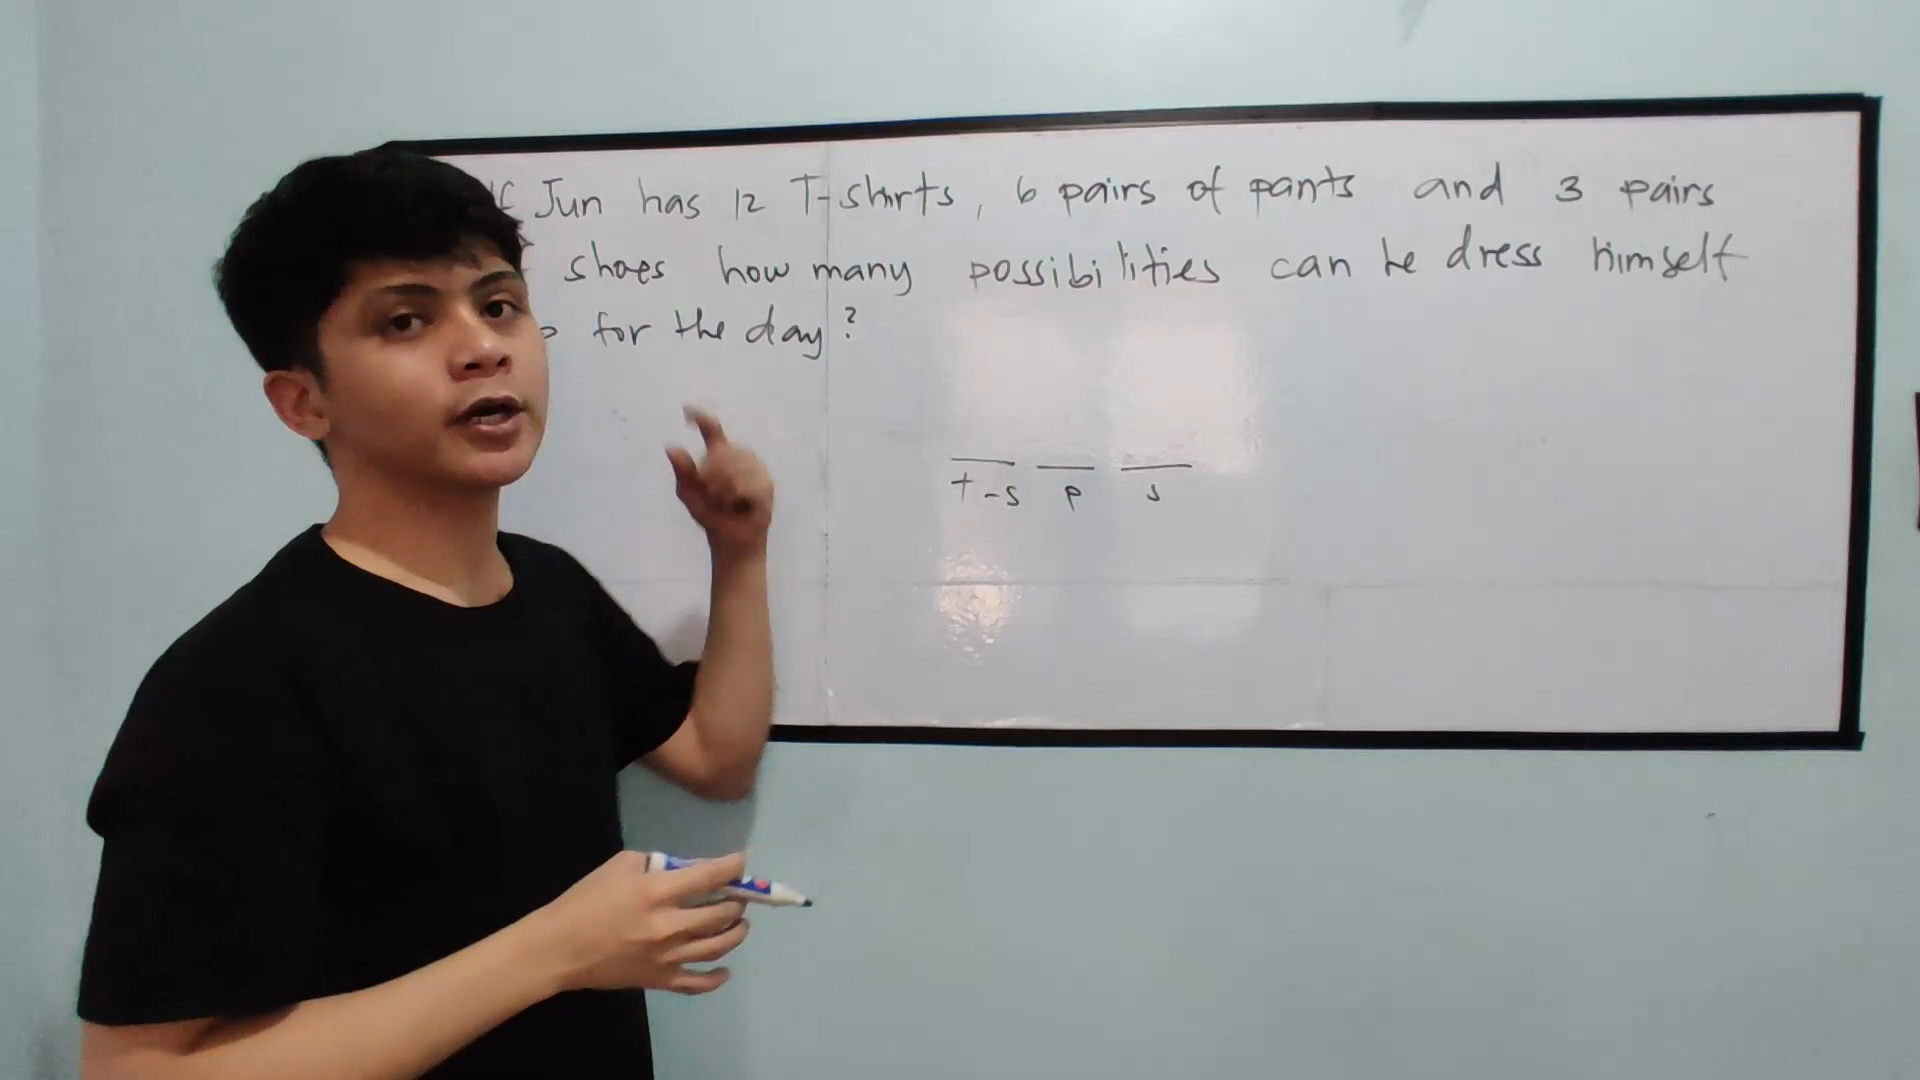 If Jun has 12 T-shirts, 6 pairs of pants and 3 pairs
shoes how many possibilities can he dress himself
for the day?
T-S P S